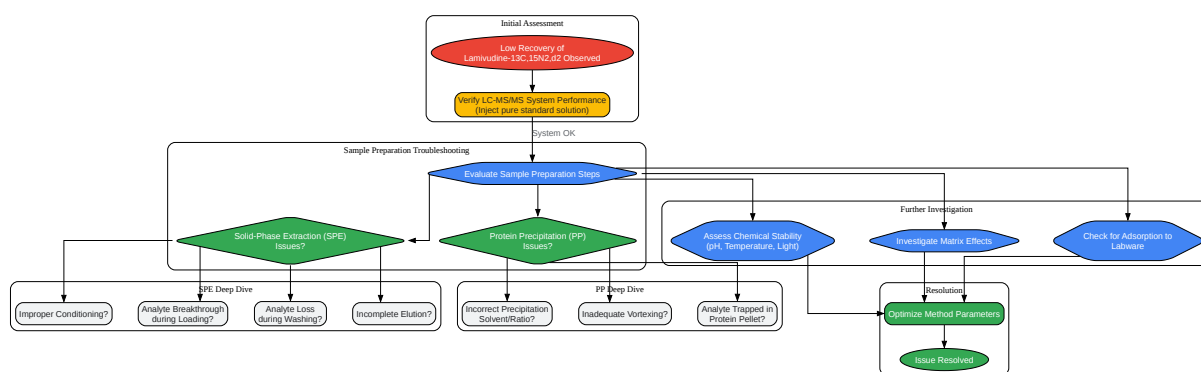 Initial Assessment
Low Recovery of
Lamivudine-13C,15N2,d2 Observed
Verify LC-MS/MS System Performance
(Inject pure standard solution)
System OK
Sample Preparation Troubleshooting
Evaluate Sample Preparation Steps
Further Investigation
Solid-Phase Extraction (SPE)
Issues?
Protein Precipitation (PP)
Issues?
Assess Chemical Stability
(pH, Temperature, Light)
Investigate Matrix Effects
Check for Adsorption to
Labware
SPE Deep Dive
Improper Conditioning?
Analyte Breakthrough
during Loading?
Analyte Loss
during Washing?
Incomplete Elution?
PP Deep Dive
Incorrect Precipitation
Solvent/Ratio?
Inadequate Vortexing?
Analyte Trapped in
Protein Pellet?
Resolution
Optimize Method Parameters
Issue Resolved